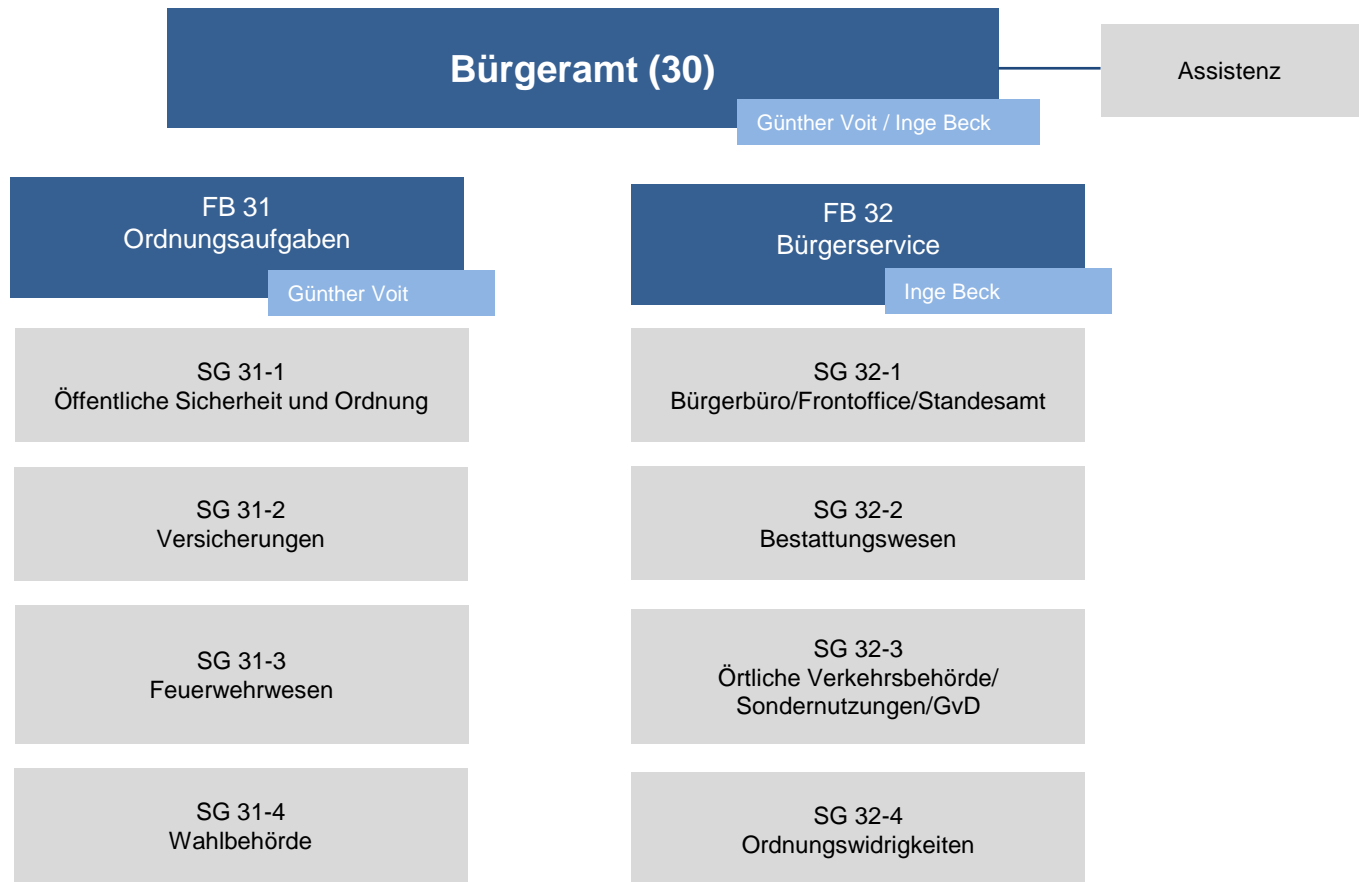 Bürgeramt (30)
Günther Voit / Inge Beck
Assistenz
FB 31
Ordnungsaufgaben
Günther Voit
SG 31-1
Öffentliche Sicherheit und Ordnung
SG 31-2
Versicherungen
SG 31-3
Feuerwehrwesen
SG 31-4
Wahlbehörde
FB 32
Bürgerservice
Inge Beck
SG 32-1
Bürgerbüro/Frontoffice/Standesamt
SG 32-2
Bestattungswesen
SG 32-3
Örtliche Verkehrsbehörde/
Sondernutzungen/GvD
SG 32-4
Ordnungswidrigkeiten